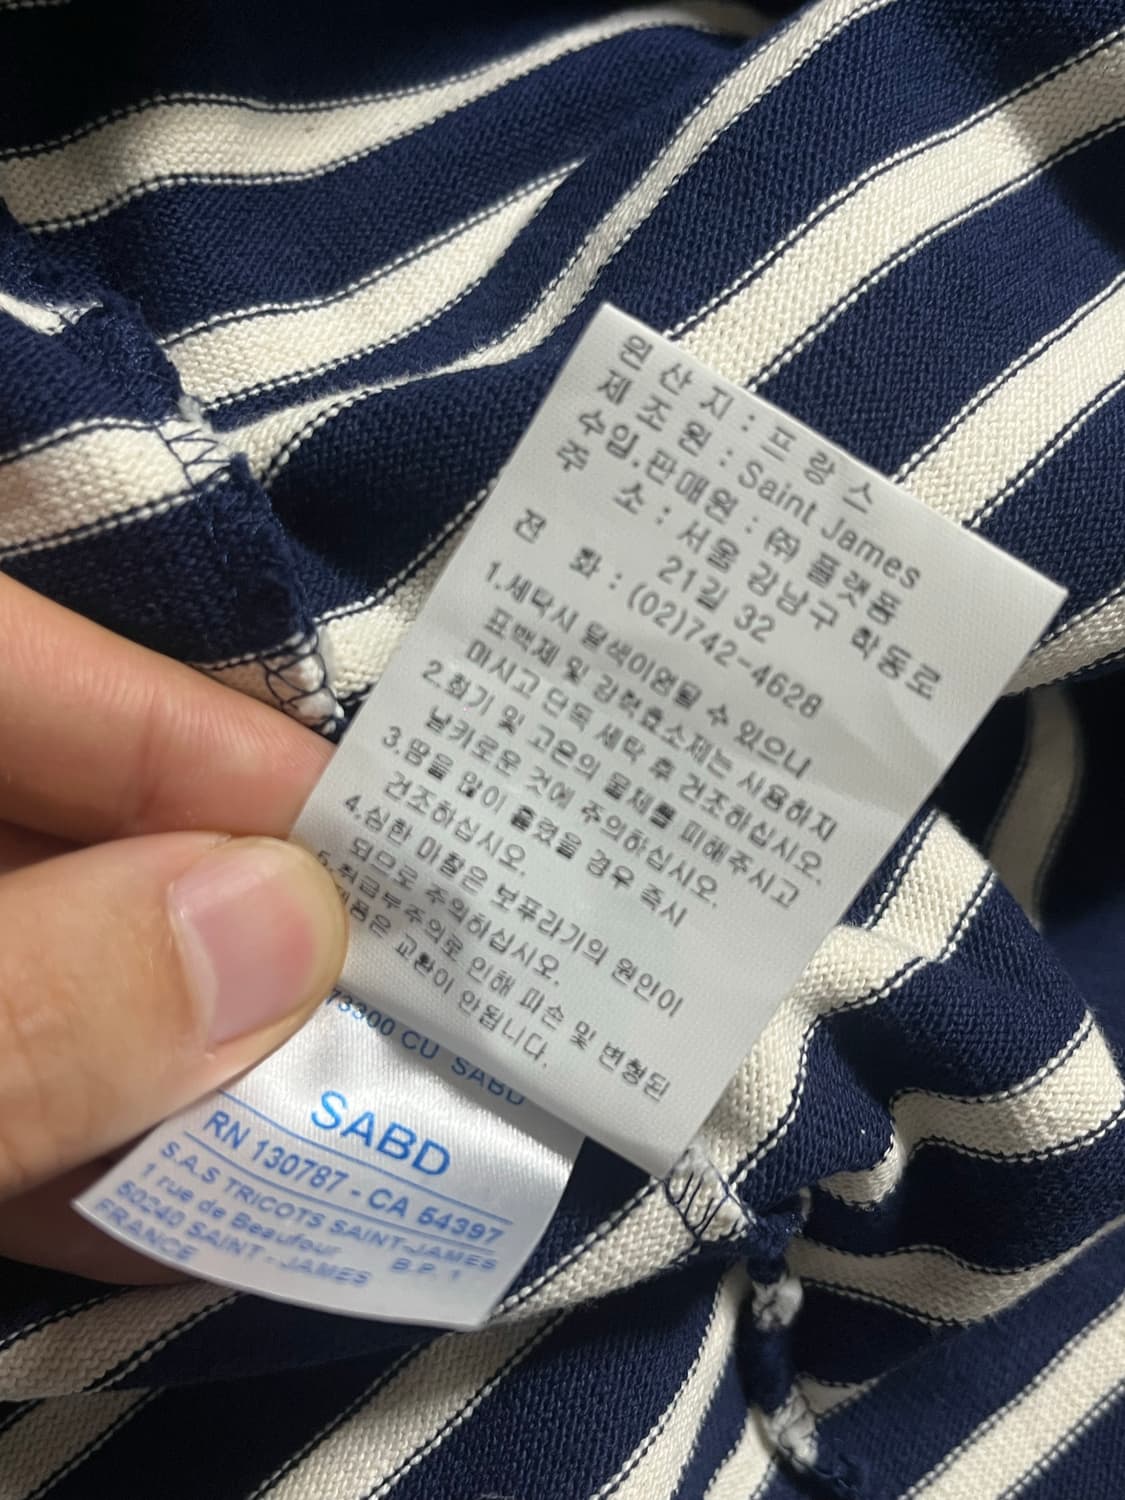 원 산 지 : 프 랑 스
제 조 원 : Saint James
수입.판매원 : ㈜ 플랫폼
주 소 : 서울 강남구 학동로
21길 32
전 화 : (02)742-4628
1.세탁시 탈색이염될 수 있으니
표백제 및 강력효소제는 사용하지
마시고 단독 세탁 후 건조하십시오.
2.화기 및 고온의 물체를 피해주시고
날카로운 것에 주의하십시오.
3.땀을 많이 흘렸을 경우 즉시
건조하십시오.
4.심한 마찰은 보푸라기의 원인이
되므로 주의하십시오.
5.취급부주의로 인해 파손 및 변형된
제품은 교환이 안됩니다.
73300 CU SABD
SABD
RN 130787 - CA 54397
S.A.S TRICOTS SAINT-JAMES
1 rue de Beaufour B.P. 1
50240 SAINT - JAMES
FRANCE